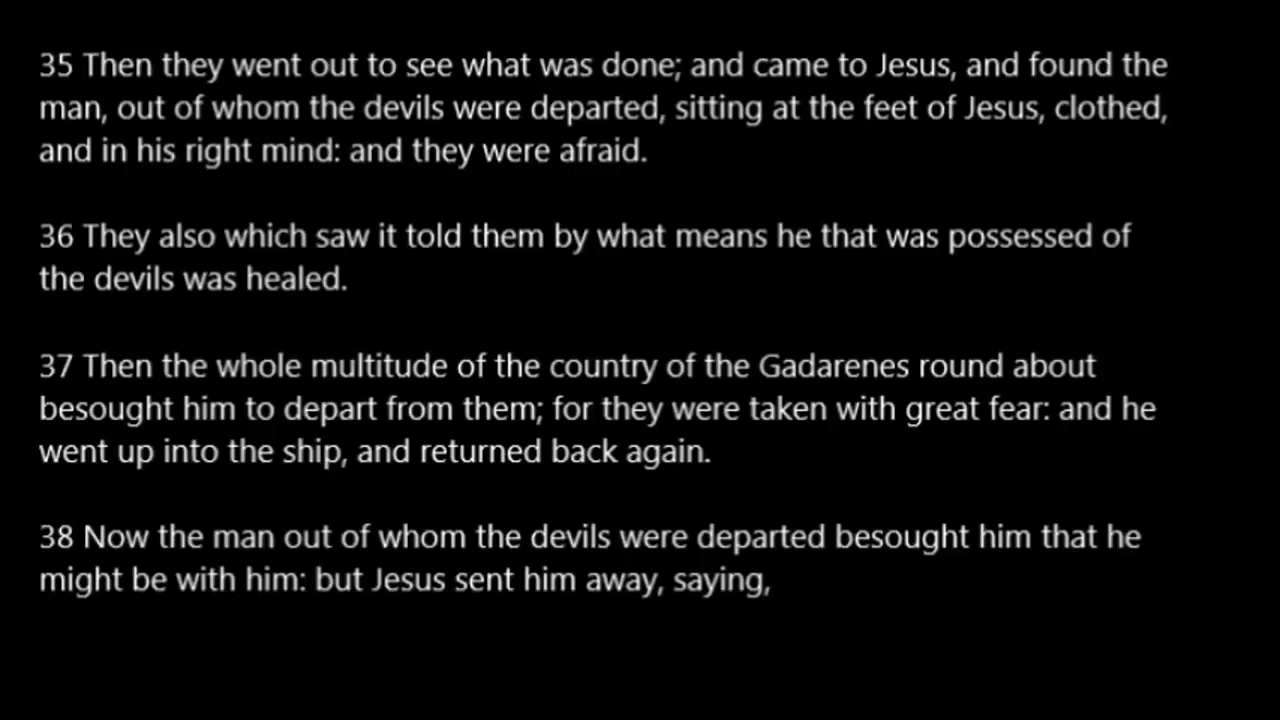 35 Then they went out to see what was done; and came to Jesus, and found the
man, out of whom the devils were departed, sitting at the feet of Jesus, clothed,
and in his right mind: and they were afraid.
36 They also which saw it told them by what means he that was possessed of
the devils was healed.
37 Then the whole multitude of the country of the Gadarenes round about
besought him to depart from them; for they were taken with great fear: and he
went up into the ship, and returned back again.
38 Now the man out of whom the devils were departed besought him that he
might be with him: but Jesus sent him away, saying,